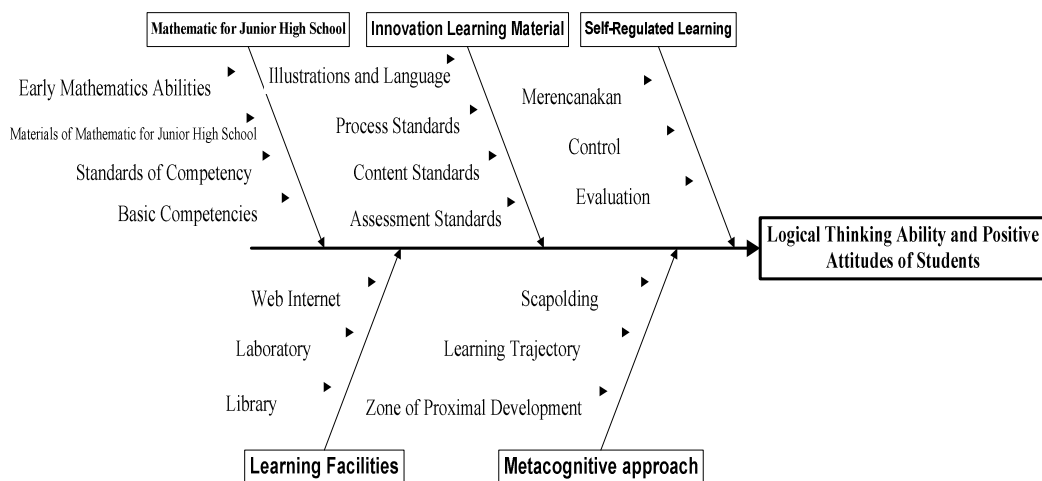 Mathematic for Junior High School
Innovation Learning Material
Self-Regulated Learning
Early Mathematics Abilities
Materials of Mathematic for Junior High School
Standards of Competency
Basic Competencies
Illustrations and Language
Process Standards
Content Standards
Assessment Standards
Merencanakan
Control
Evaluation
Logical Thinking Ability and Positive
Attitudes of Students
Web Internet
Laboratory
Library
Learning Facilities
Scapolding
Learning Trajectory
Zone of Proximal Development
Metacognitive approach